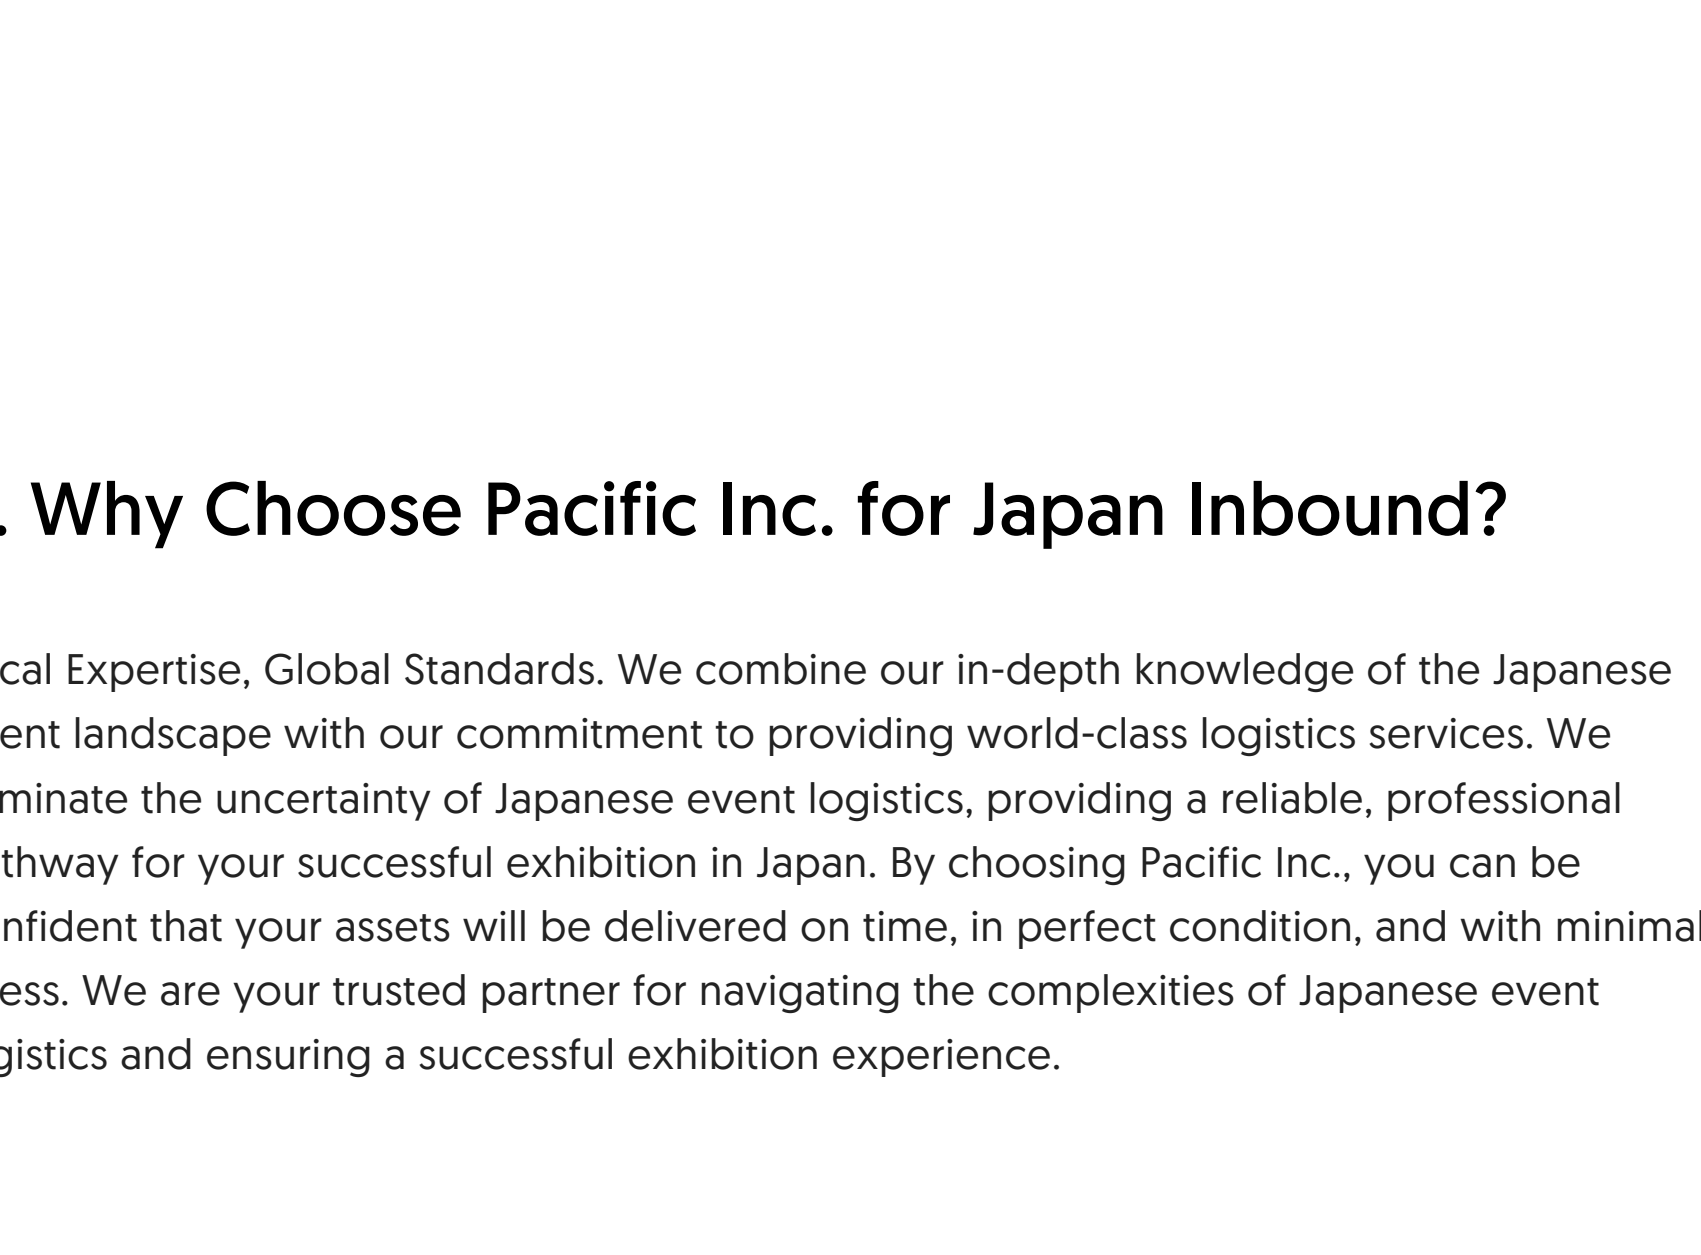 . Why Choose Pacific Inc. for Japan Inbound?
cal Expertise, Global Standards. We combine our in-depth knowledge of the Japanese
ent landscape with our commitment to providing world-class logistics services. We
minate the uncertainty of Japanese event logistics, providing a reliable, professional
thway for your successful exhibition in Japan. By choosing Pacific Inc., you can be
nfident that your assets will be delivered on time, in perfect condition, and with minimal
ess. We are your trusted partner for navigating the complexities of Japanese event
gistics and ensuring a successful exhibition experience.